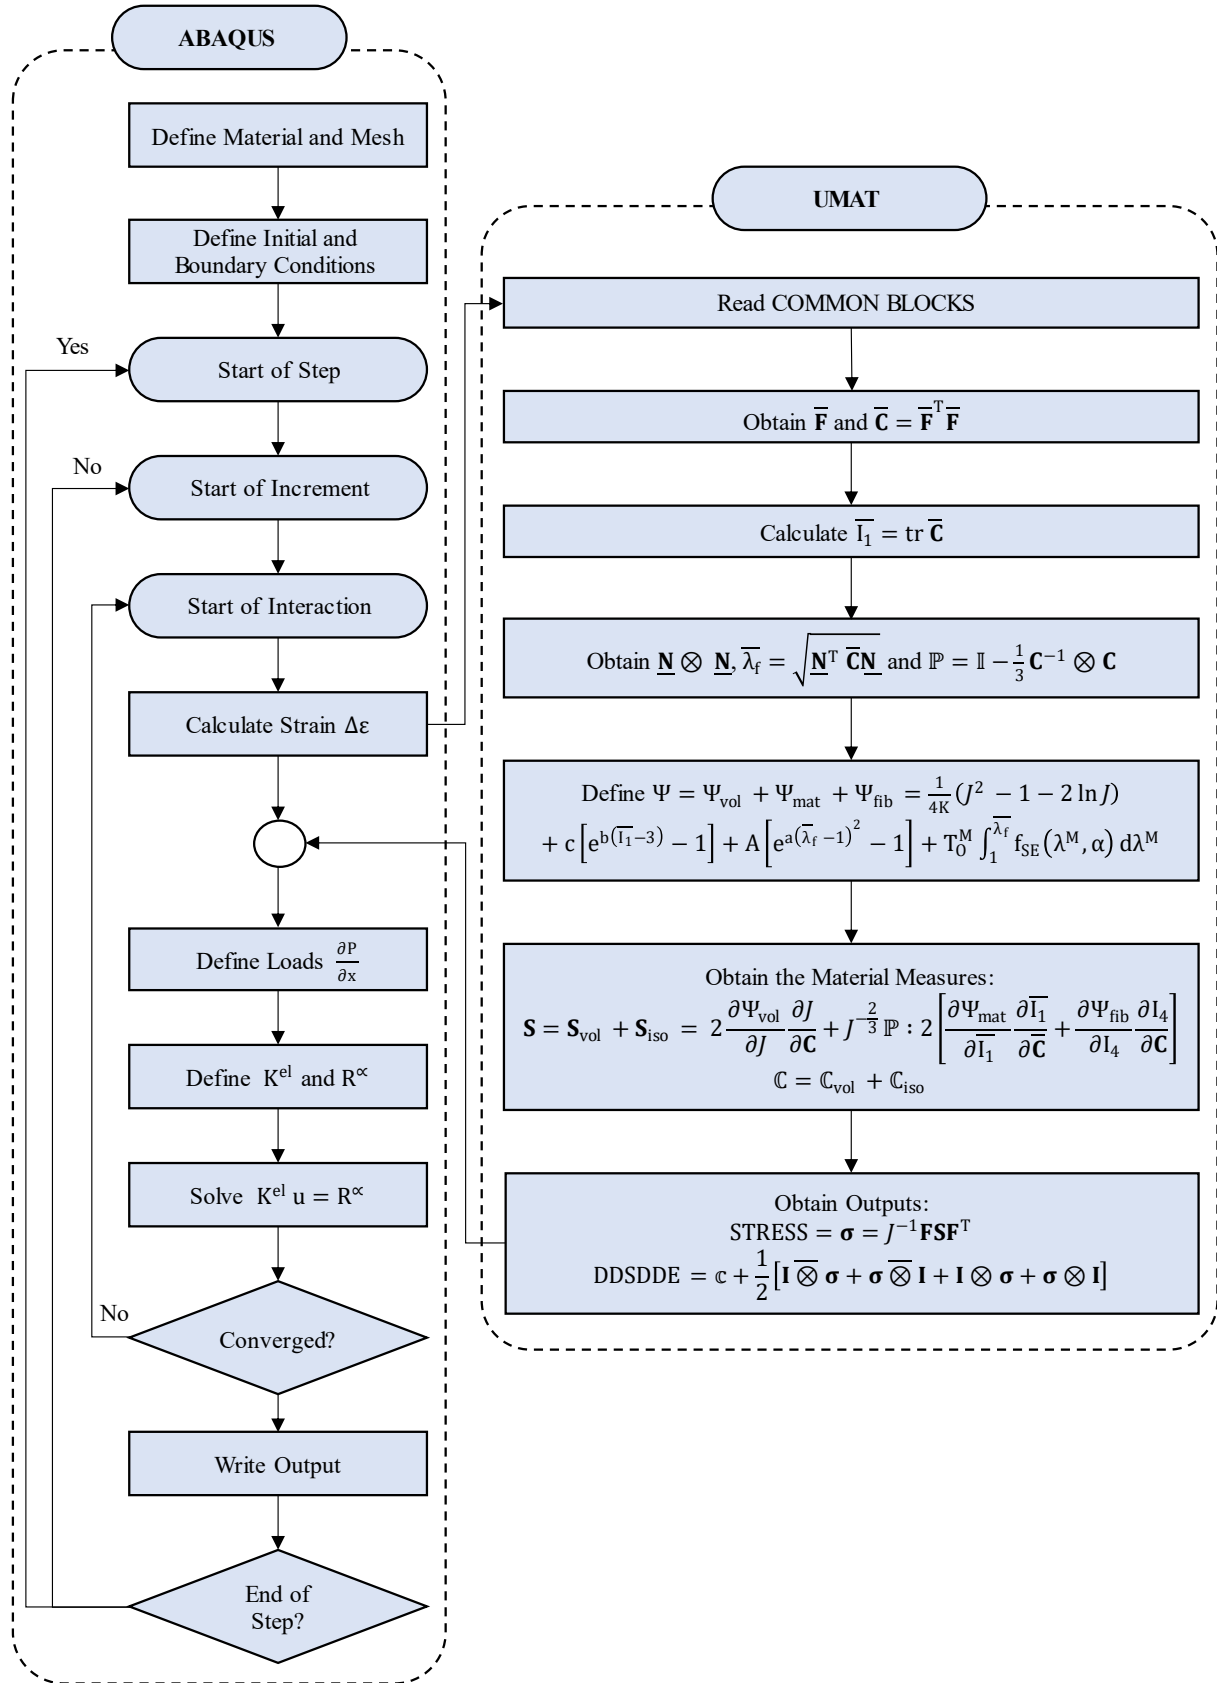 ABAQUS
Define Material and Mesh
Define Initial and
Boundary Conditions
Yes
Start of Step
No
Start of Increment
Start of Interaction
Calculate Strain Δε
Define Loads ∂P/∂x
Define K^el and R^∝
Solve K^el u = R^∝
No
Converged?
Write Output
End of
Step?
UMAT
Read COMMON BLOCKS
Obtain F̅ and C̅ = F̅^T F̅
Calculate I̅₁ = tr C̅
Obtain N̲ ⊗ N̲, λ̅_f = √(N̲^T C̅N̲) and ℙ = 𝕀 − 1/3 C^−1 ⊗ C
Define Ψ = Ψ_vol + Ψ_mat + Ψ_fib = 1/4K (J² − 1 − 2 ln J)
+ c[e^b(I̅₁−3) − 1] + A[e^a(λ̅_f −1)² − 1] + T_O^M ∫_1^λ̅_f f_SE(λ^M, α) dλ^M
Obtain the Material Measures:
S = S_vol + S_iso = 2 ∂Ψ_vol/∂J ∂J/∂C + J^−2/3 ℙ : 2[∂Ψ_mat/∂I̅₁ ∂I̅₁/∂C̅ + ∂Ψ_fib/∂I₄ ∂I₄/∂C]
ℂ = ℂ_vol + ℂ_iso
Obtain Outputs:
STRESS = σ = J^−1 FSF^T
DDSDDE = 𝕔 + 1/2 [I ⊗̅ σ + σ ⊗̅ I + I ⊗ σ + σ ⊗ I]